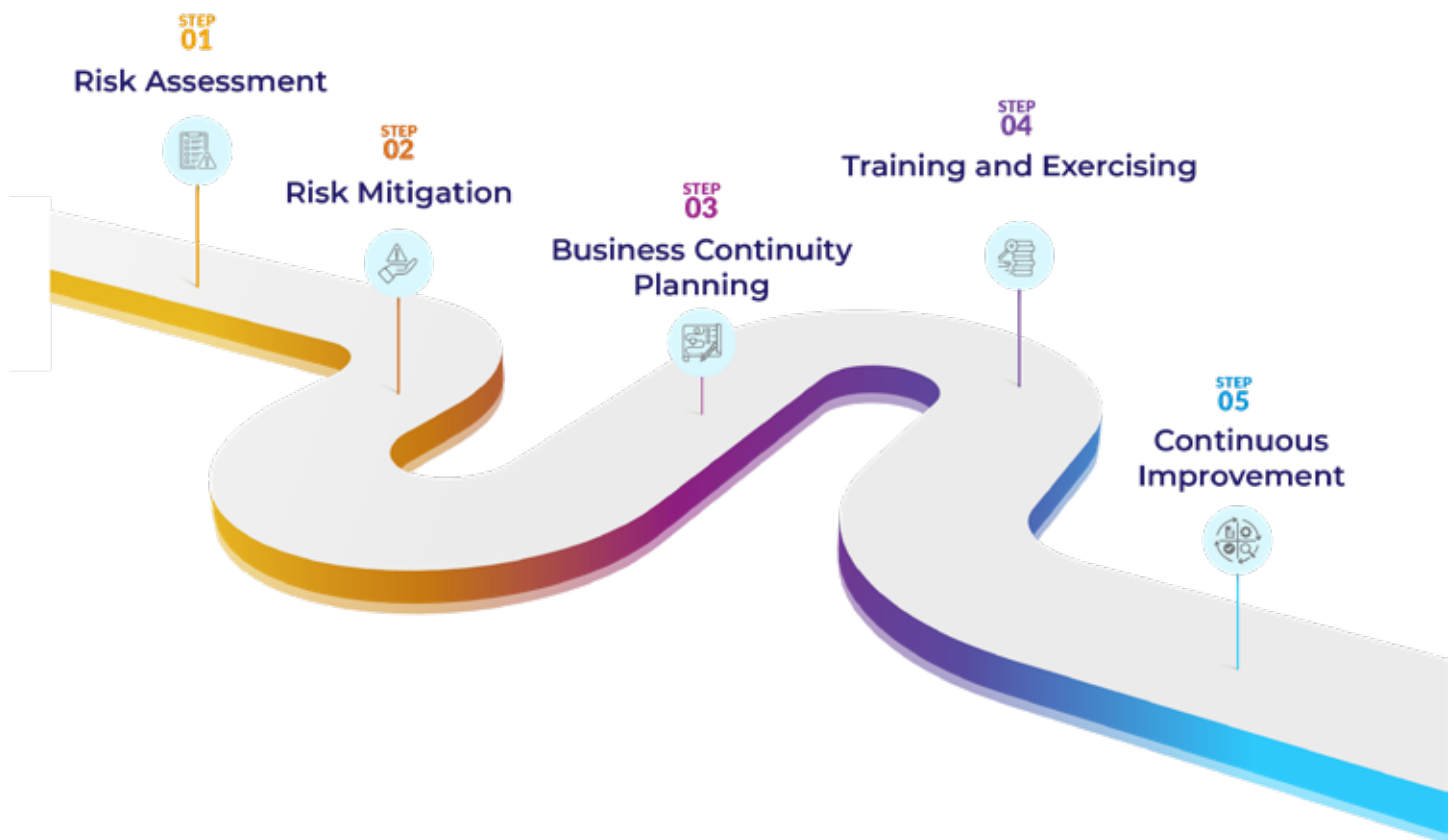 STEP
01
Risk Assessment
STEP
02
Risk Mitigation
STEP
03
Business Continuity
Planning
STEP
04
Training and Exercising
STEP
05
Continuous
Improvement